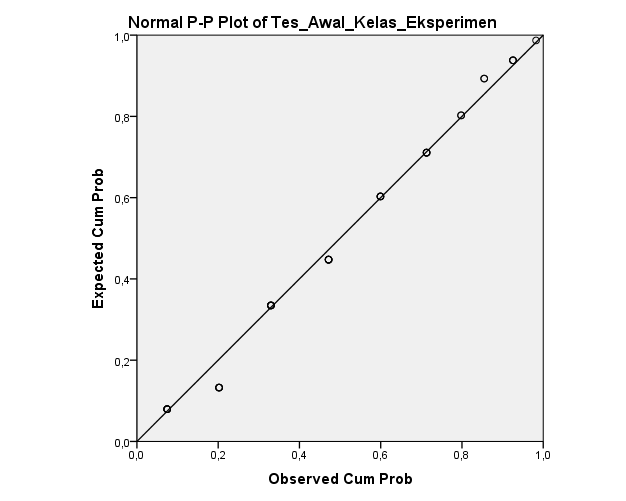 Normal P-P Plot of Tes_Awal_Kelas_Eksperimen
1,0
0,8
0,6
0,4
0,2
0,0
Expected Cum Prob
0,0 0,2 0,4 0,6 0,8 1,0
Observed Cum Prob